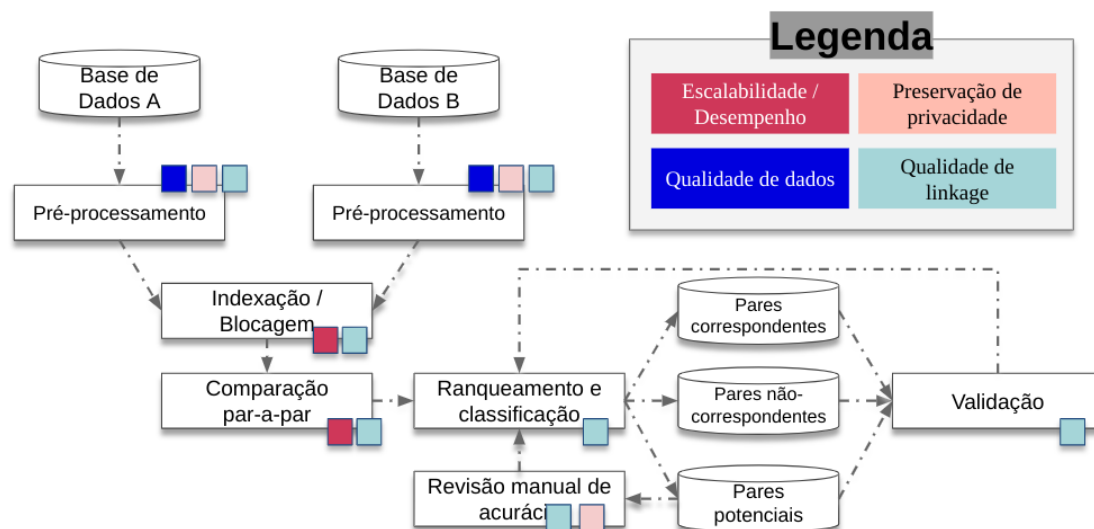 Legenda
Base de
Dados A
Base de
Dados B
Escalabilidade /
Desempenho
Preservação de
privacidade
Qualidade de dados
Qualidade de
linkage
Pré-processamento
Pré-processamento
Indexação /
Blocagem
Pares
correspondentes
Comparação
par-a-par
Ranqueamento e
classificação
Pares não-
correspondentes
Validação
Revisão manual de
acuráci
Pares
potenciais